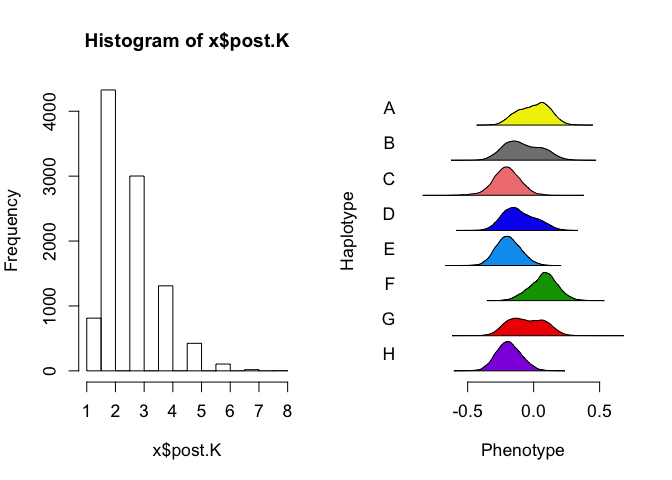 Histogram of x$post.K
Frequency
0
1000
2000
3000
4000
1 2 3 4 5 6 7 8
x$post.K
Haplotype
A
B
C
D
E
F
G
H
-0.5 0.0 0.5
Phenotype